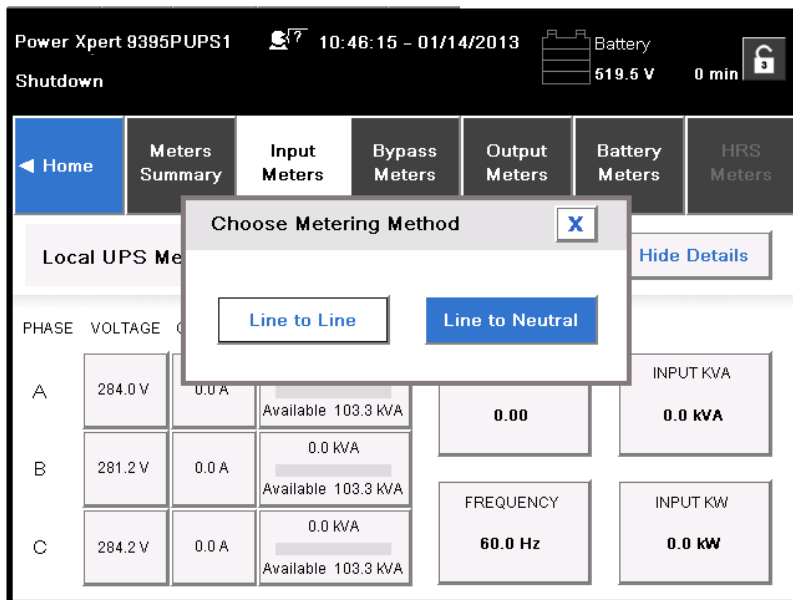 Power Xpert 9395PUPS1 ? 10:46:15 - 01/14/2013 Battery
Shutdown 519.5 V 0 min 3
Home
Meters Summary
Input Meters
Bypass Meters
Output Meters
Battery Meters
HRS Meters
Choose Metering Method X
Local UPS Me
Hide Details
Line to Line Line to Neutral
PHASE VOLTAGE
A 284.0 V 0.0 A
Available 103.3 kVA
0.00
INPUT KVA
0.0 kVA
B 281.2 V 0.0 A
0.0 kVA
Available 103.3 kVA
FREQUENCY
60.0 Hz
INPUT KW
0.0 kW
C 284.2 V 0.0 A
0.0 kVA
Available 103.3 kVA